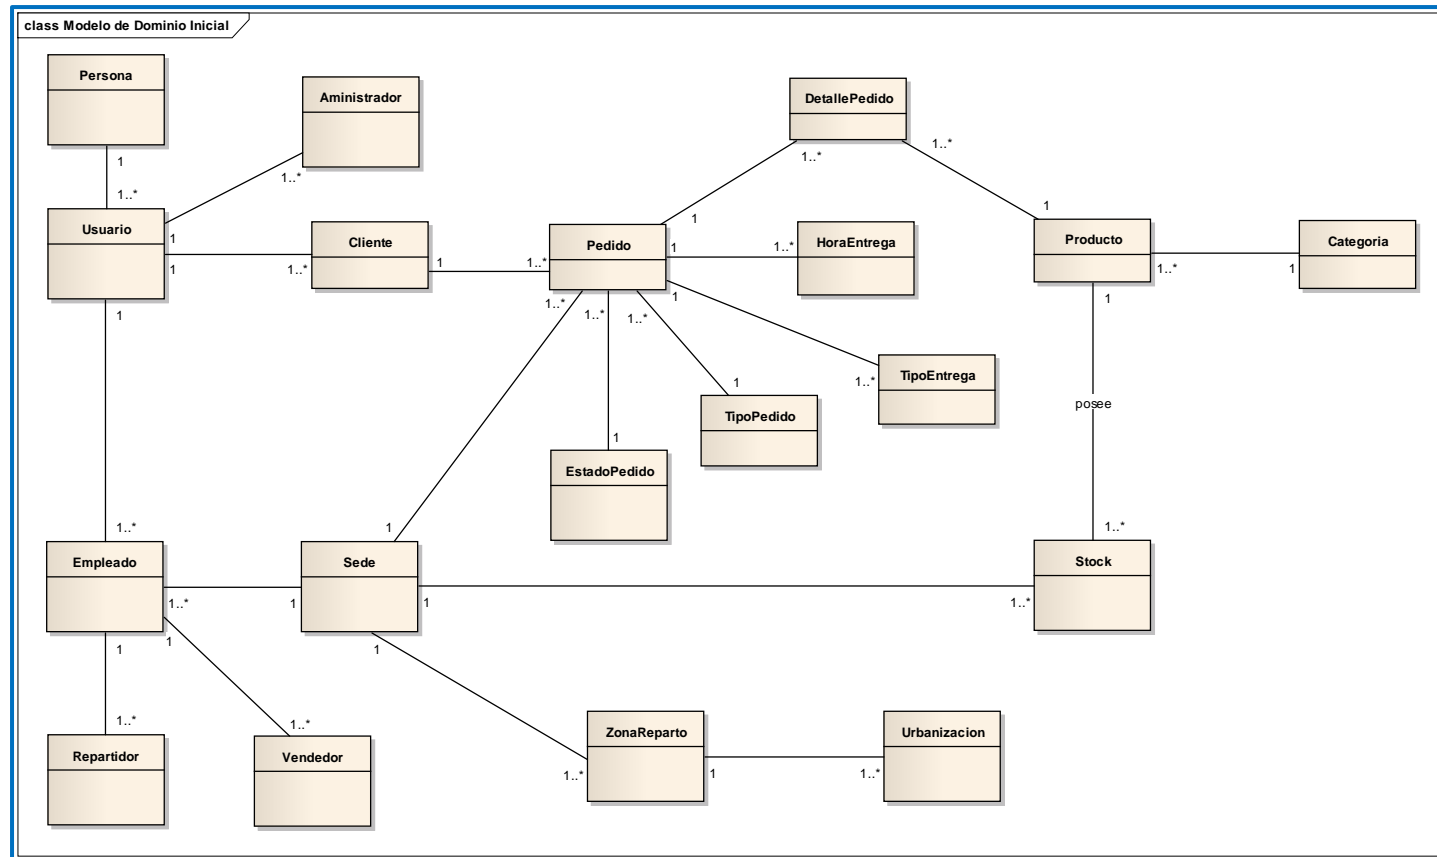 class Modelo de Dominio Inicial
Persona
Aministrador
DetallePedido
1
1..*
1..*
1..*
1..*
Usuario
1
1
Cliente
1..*
1
1
Pedido
1..*
1
1
HoraEntrega
1..*
Producto
1
1..*
Categoria
1
1
1
1..*
1..*
1..*
1
TipoEntrega
1..*
TipoPedido
1
posee
EstadoPedido
1
1..*
1
1..*
Empleado
1..*
1
Sede
1
1
1..*
Stock
1
1
1..*
1..*
Repartidor
Vendedor
ZonaReparto
1..*
1
Urbanizacion
1..*